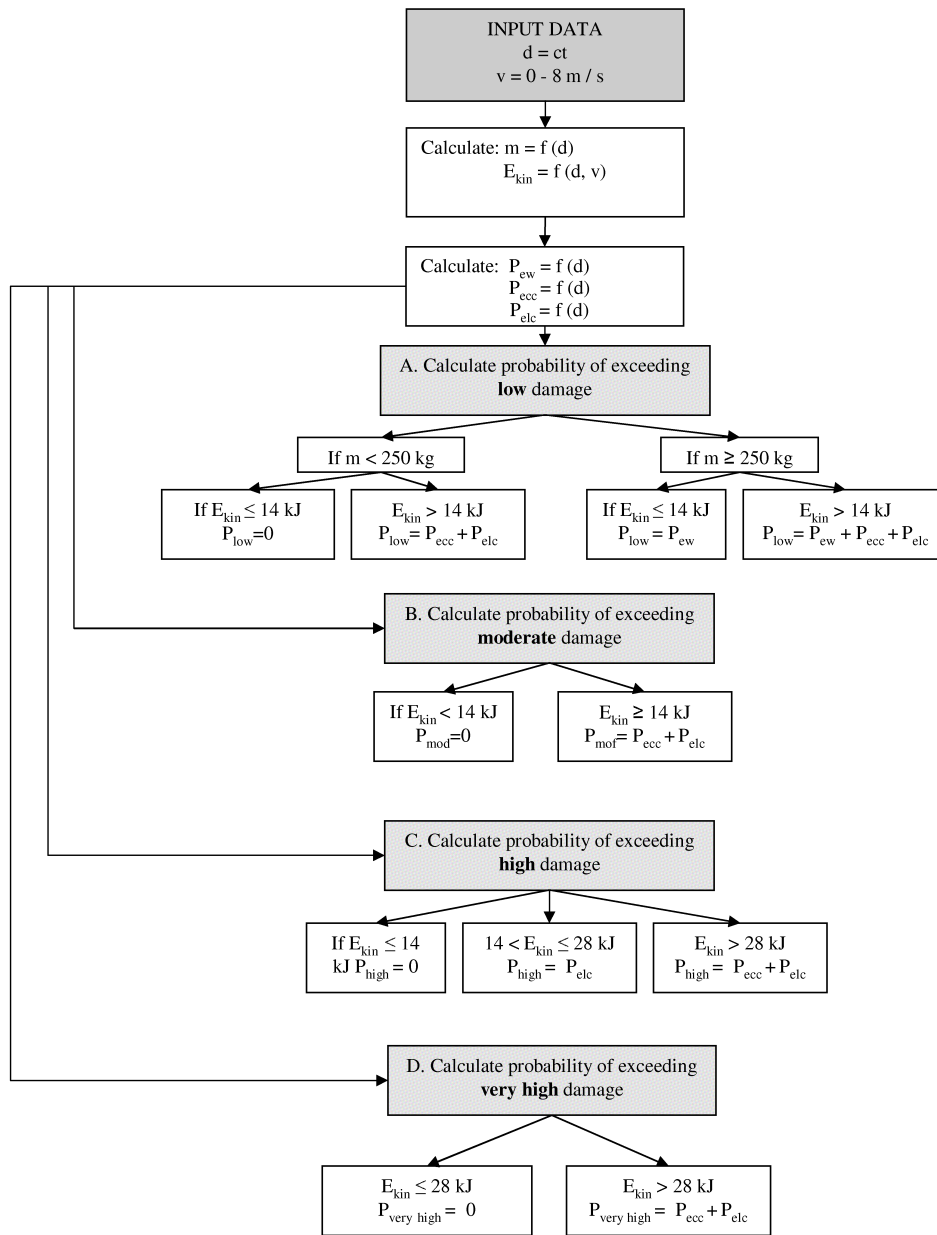 INPUT DATA
d = ct
v = 0 - 8 m / s
Calculate: m = f (d)
E_kin = f (d, v)
Calculate: P_ew = f (d)
P_ecc = f (d)
P_elc = f (d)
A. Calculate probability of exceeding
low damage
If m < 250 kg
If m ≥ 250 kg
If E_kin ≤ 14 kJ
P_low=0
E_kin > 14 kJ
P_low= P_ecc + P_elc
If E_kin ≤ 14 kJ
P_low= P_ew
E_kin > 14 kJ
P_low= P_ew + P_ecc + P_elc
B. Calculate probability of exceeding
moderate damage
If E_kin < 14 kJ
P_mod=0
E_kin ≥ 14 kJ
P_mof= P_ecc + P_elc
C. Calculate probability of exceeding
high damage
If E_kin ≤ 14
kJ P_high = 0
14 < E_kin ≤ 28 kJ
P_high = P_elc
E_kin > 28 kJ
P_high = P_ecc + P_elc
D. Calculate probability of exceeding
very high damage
E_kin ≤ 28 kJ
P_very high = 0
E_kin > 28 kJ
P_very high = P_ecc + P_elc